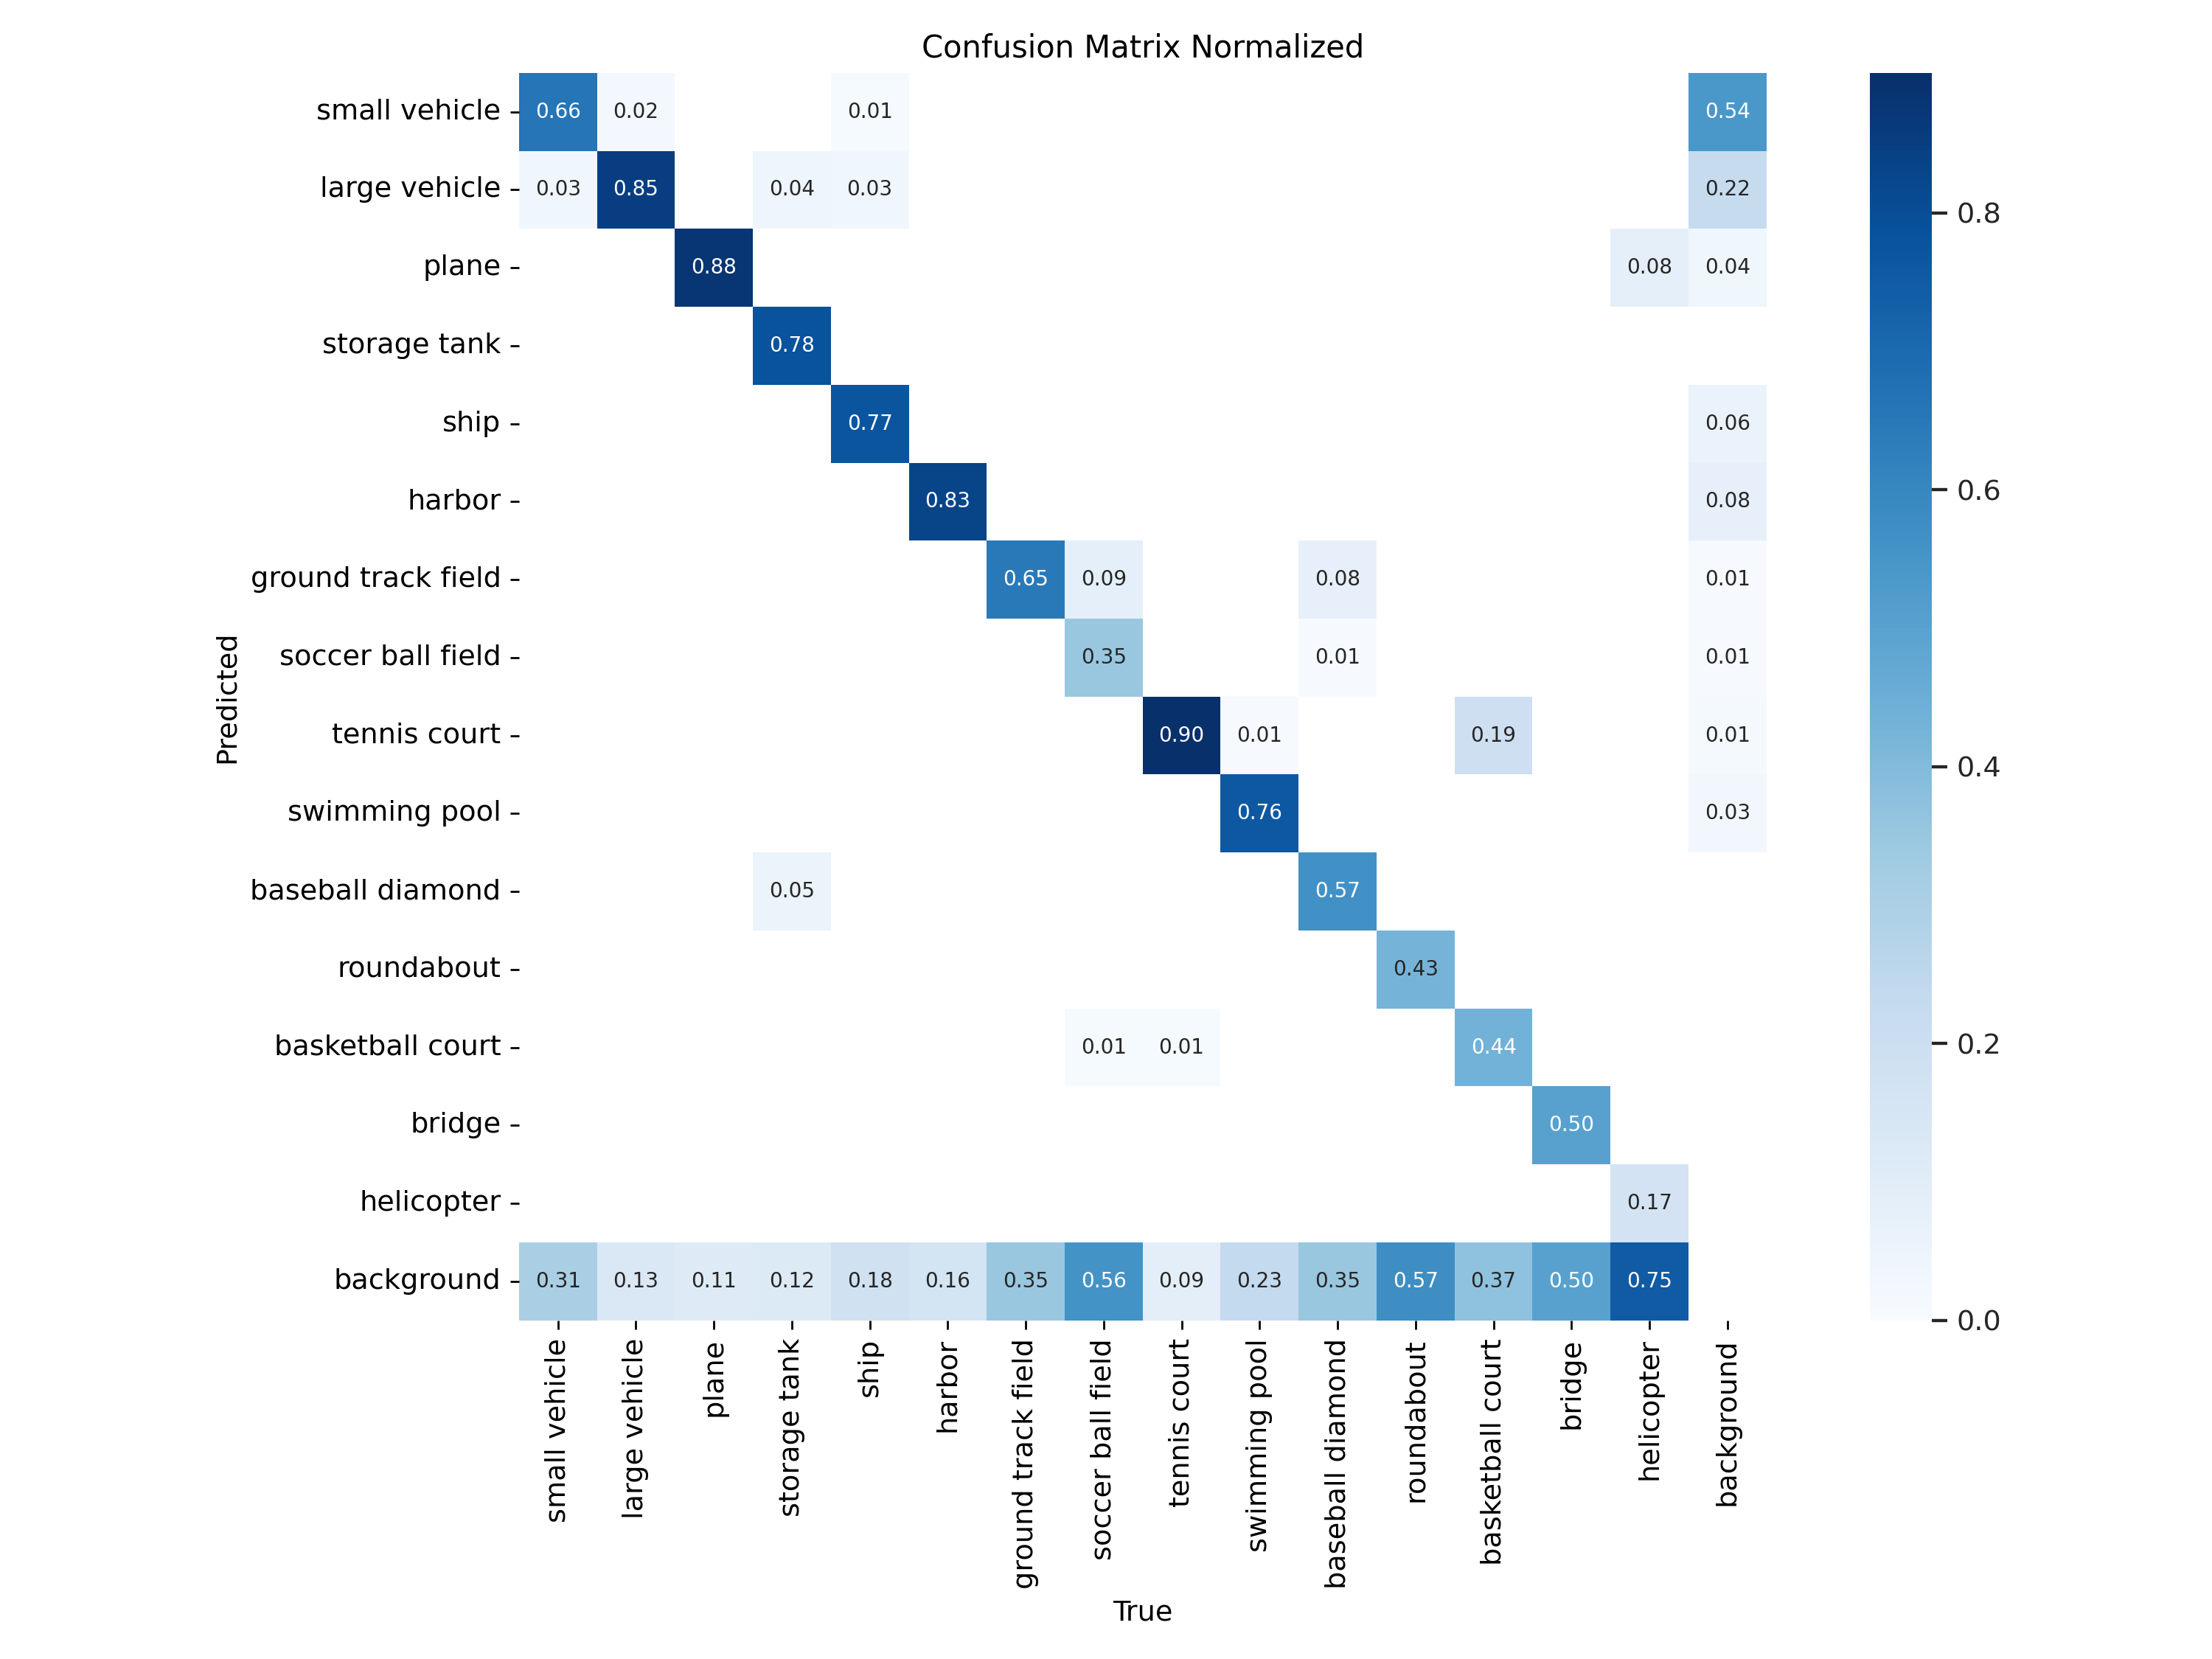 Confusion Matrix Normalized
small vehicle 0.66 0.02 0.01 0.54
large vehicle 0.03 0.85 0.04 0.03 0.22
0.8
plane 0.88 0.08 0.04
storage tank 0.78
ship 0.77 0.06
harbor 0.83 0.08
0.6
ground track field 0.65 0.09 0.08 0.01
soccer ball field 0.35 0.01 0.01
Predicted
tennis court 0.90 0.01 0.19 0.01
0.4
swimming pool 0.76 0.03
baseball diamond 0.05 0.57
roundabout 0.43
basketball court 0.01 0.01 0.44
0.2
bridge 0.50
helicopter 0.17
background 0.31 0.13 0.11 0.12 0.18 0.16 0.35 0.56 0.09 0.23 0.35 0.57 0.37 0.50 0.75
0.0
small vehicle
large vehicle
plane
storage tank
ship
harbor
ground track field
soccer ball field
tennis court
swimming pool
baseball diamond
roundabout
basketball court
bridge
helicopter
background
True